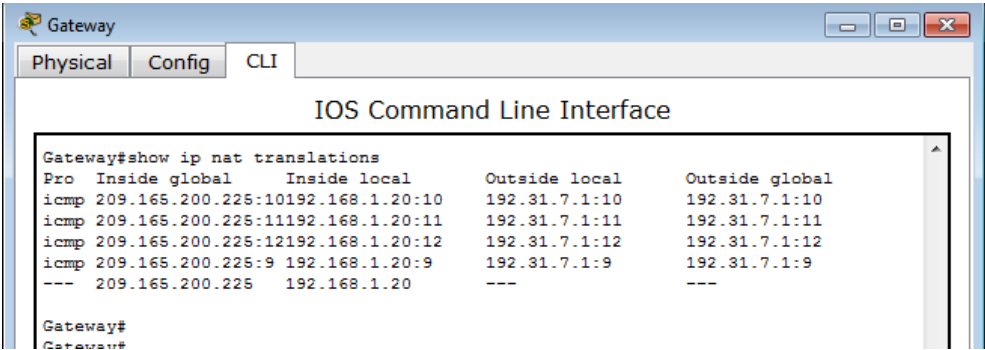 Gateway
Physical Config CLI
IOS Command Line Interface
Gateway#show ip nat translations
Pro Inside global Inside local Outside local Outside global
icmp 209.165.200.225:10192.168.1.20:10 192.31.7.1:10 192.31.7.1:10
icmp 209.165.200.225:11192.168.1.20:11 192.31.7.1:11 192.31.7.1:11
icmp 209.165.200.225:12192.168.1.20:12 192.31.7.1:12 192.31.7.1:12
icmp 209.165.200.225:9 192.168.1.20:9 192.31.7.1:9 192.31.7.1:9
--- 209.165.200.225 192.168.1.20 --- ---
Gateway#
Gateway#